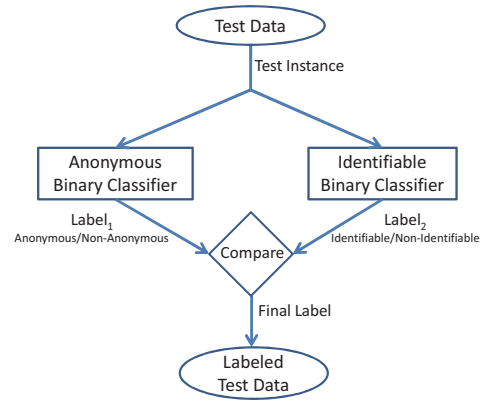 Test Data
Test Instance
Anonymous
Binary Classifier
Identifiable
Binary Classifier
Label1
Anonymous/Non-Anonymous
Label2
Identifiable/Non-Identifiable
Compare
Final Label
Labeled
Test Data